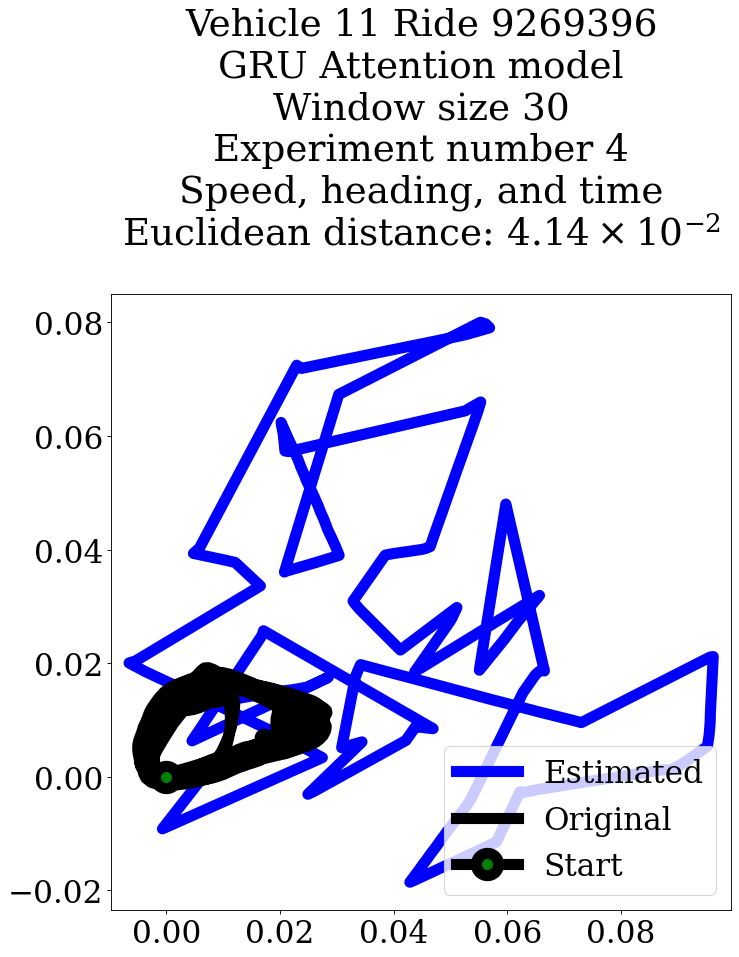 Vehicle 11 Ride 9269396
GRU Attention model
Window size 30
Experiment number 4
Speed, heading, and time
Euclidean distance: 4.14 × 10⁻²
0.08
0.06
0.04
0.02
0.00
−0.02
Estimated
Original
Start
0.00 0.02 0.04 0.06 0.08